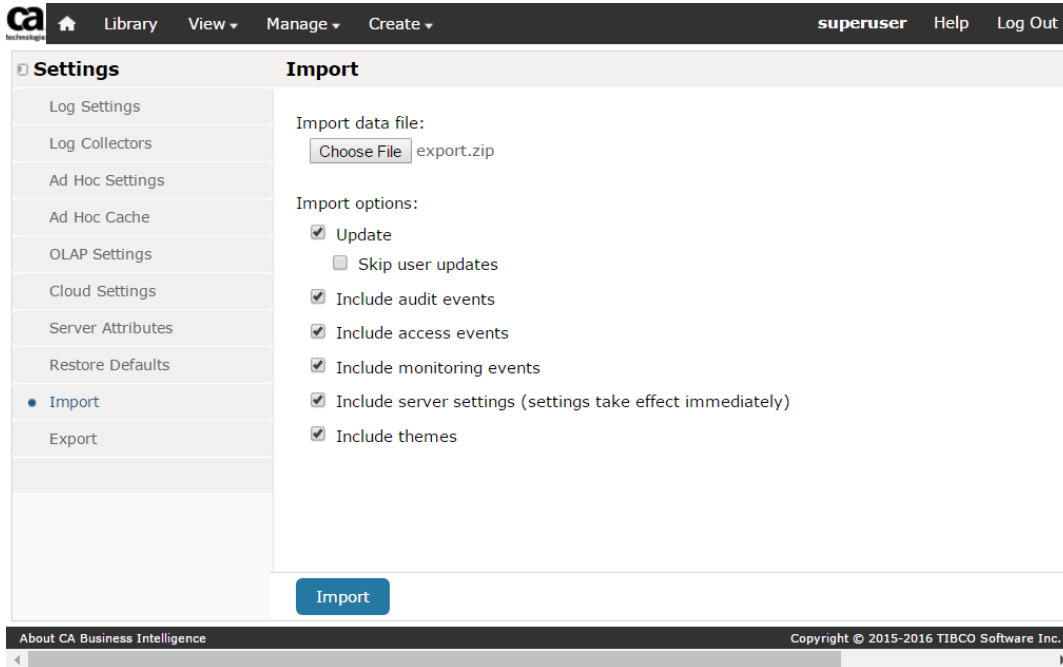 ca
technologies
Library View Manage Create superuser Help Log Out
Settings
Log Settings
Log Collectors
Ad Hoc Settings
Ad Hoc Cache
OLAP Settings
Cloud Settings
Server Attributes
Restore Defaults
Import
Export
Import
Import data file:
Choose File export.zip
Import options:
Update
Skip user updates
Include audit events
Include access events
Include monitoring events
Include server settings (settings take effect immediately)
Include themes
Import
About CA Business Intelligence Copyright © 2015-2016 TIBCO Software Inc.